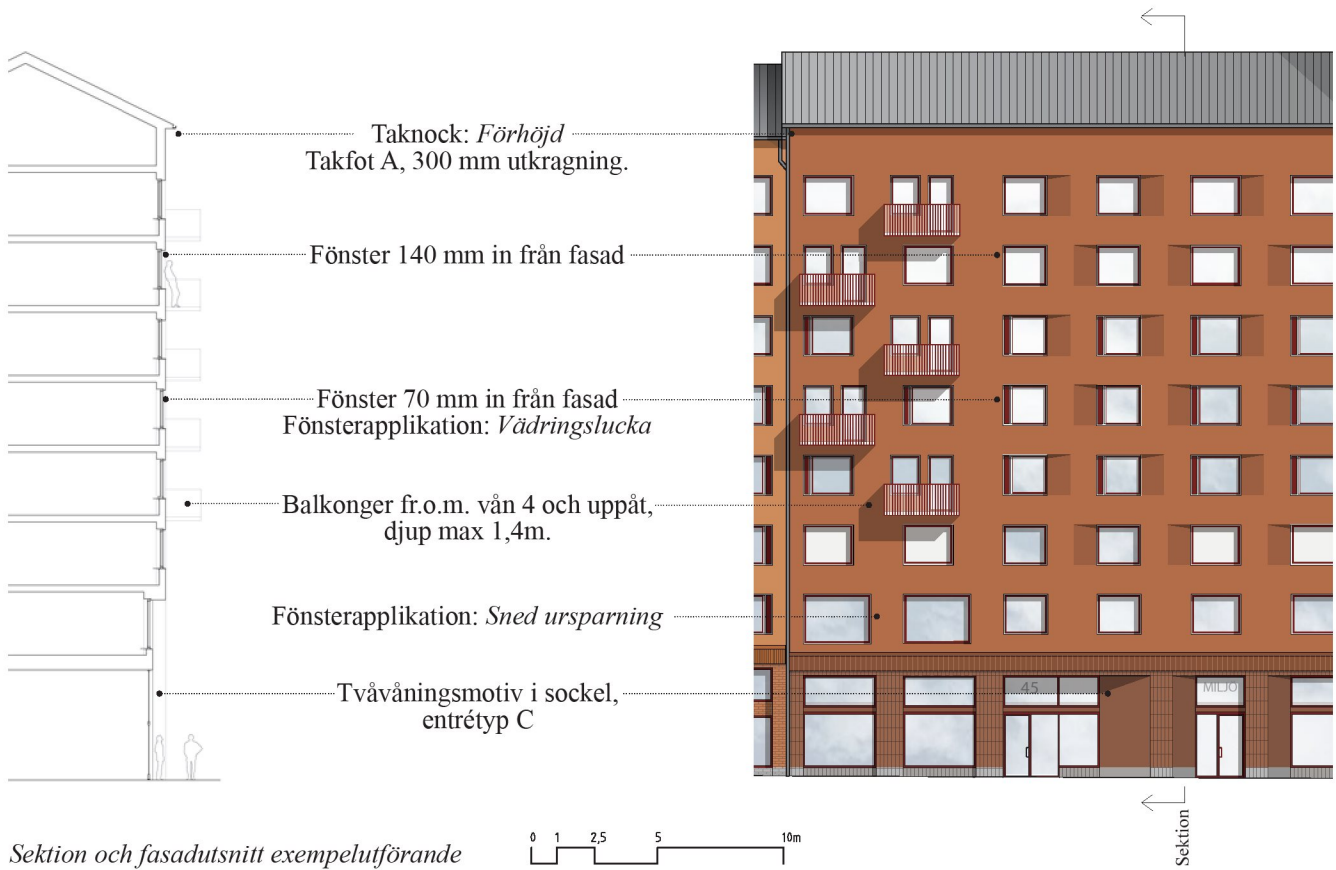 Taknock: Förhöjd
Takfot A, 300 mm utkragning.
Fönster 140 mm in från fasad
Fönster 70 mm in från fasad
Fönsterapplikation: Vädringslucka
Balkonger fr.o.m. vån 4 och uppåt,
djup max 1,4m.
Fönsterapplikation: Sned ursparning
Tvåvåningsmotiv i sockel,
entrétyp C
45
MILJÖ
Sektion
Sektion och fasadutsnitt exempelutförande
0 1 2,5 5 10m